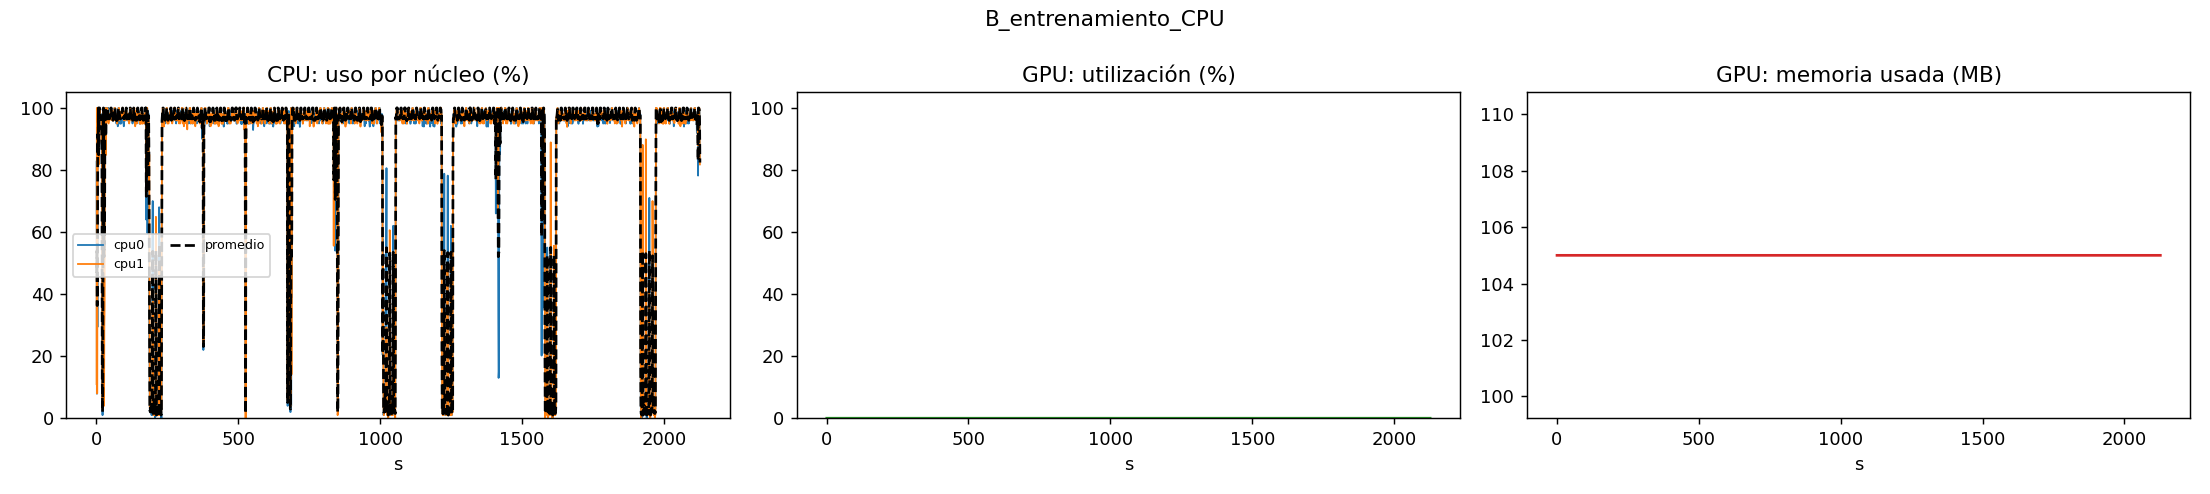 B_entrenamiento_CPU
CPU: uso por núcleo (%)
100
80
60
40
20
0
cpu0
cpu1
promedio
0 500 1000 1500 2000
s
GPU: utilización (%)
100
80
60
40
20
0
0 500 1000 1500 2000
s
GPU: memoria usada (MB)
110
108
106
104
102
100
0 500 1000 1500 2000
s